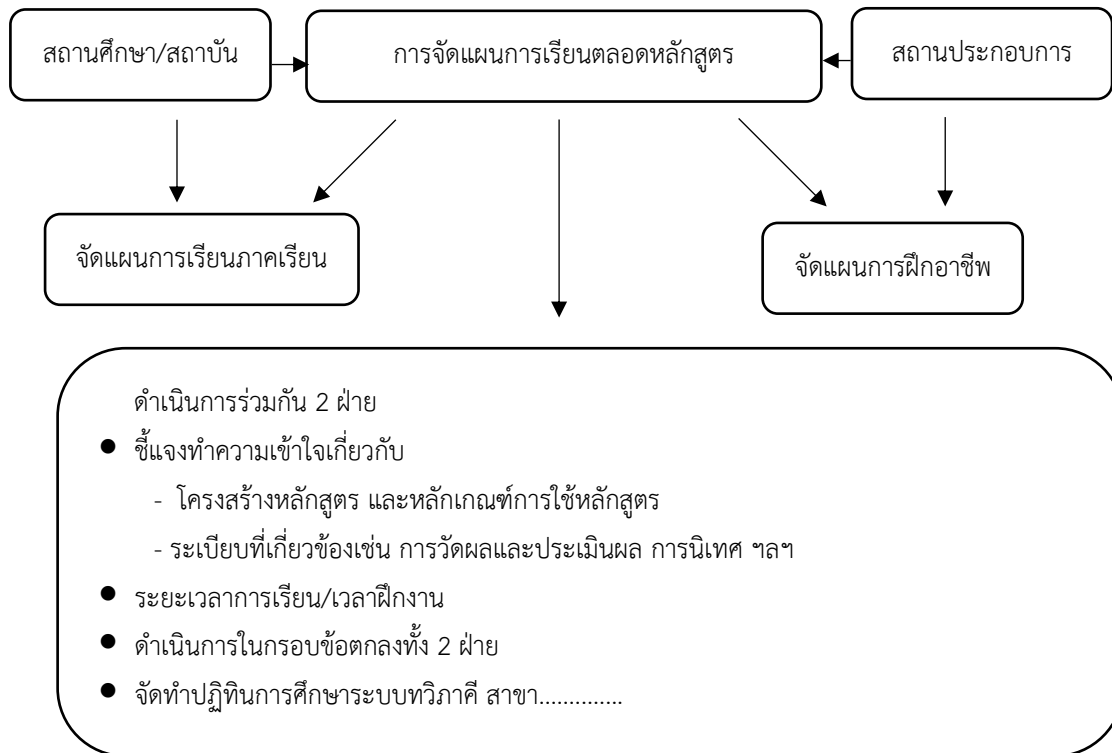 สถานศึกษา/สถาบัน
การจัดแผนการเรียนตลอดหลักสูตร
สถานประกอบการ
จัดแผนการเรียนภาคเรียน
จัดแผนการฝึกอาชีพ
ดำเนินการร่วมกัน 2 ฝ่าย
● ชี้แจงทำความเข้าใจเกี่ยวกับ
- โครงสร้างหลักสูตร และหลักเกณฑ์การใช้หลักสูตร
- ระเบียบที่เกี่ยวข้องเช่น การวัดผลและประเมินผล การนิเทศ ฯลฯ
● ระยะเวลาการเรียน/เวลาฝึกงาน
● ดำเนินการในกรอบข้อตกลงทั้ง 2 ฝ่าย
● จัดทำปฏิทินการศึกษาระบบทวิภาคี สาขา..............